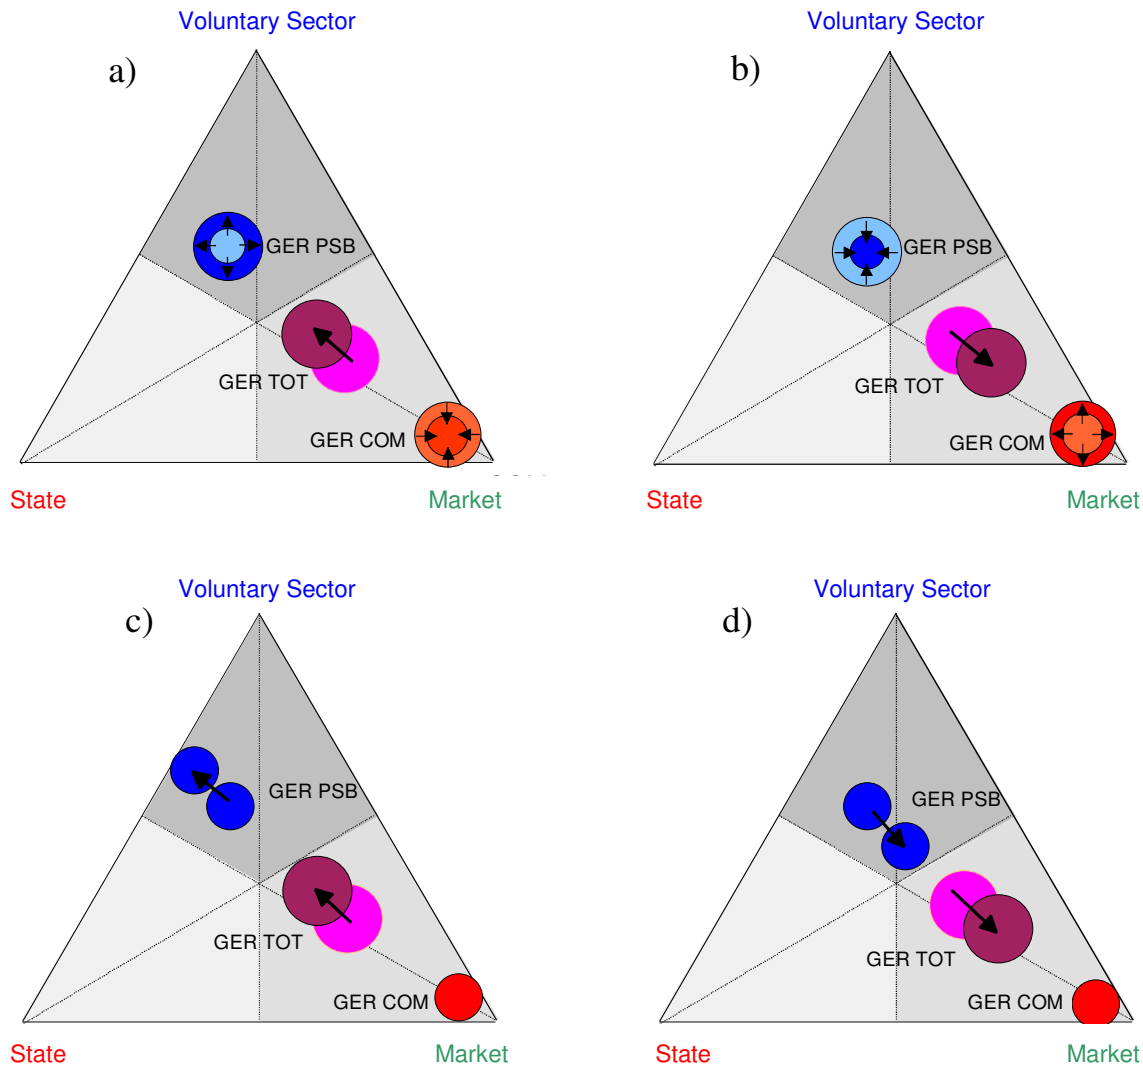 Voluntary Sector
a)
GER PSB
GER TOT
GER COM
State
Market
Voluntary Sector
b)
GER PSB
GER TOT
GER COM
State
Market
Voluntary Sector
c)
GER PSB
GER TOT
GER COM
State
Market
Voluntary Sector
d)
GER PSB
GER TOT
GER COM
State
Market